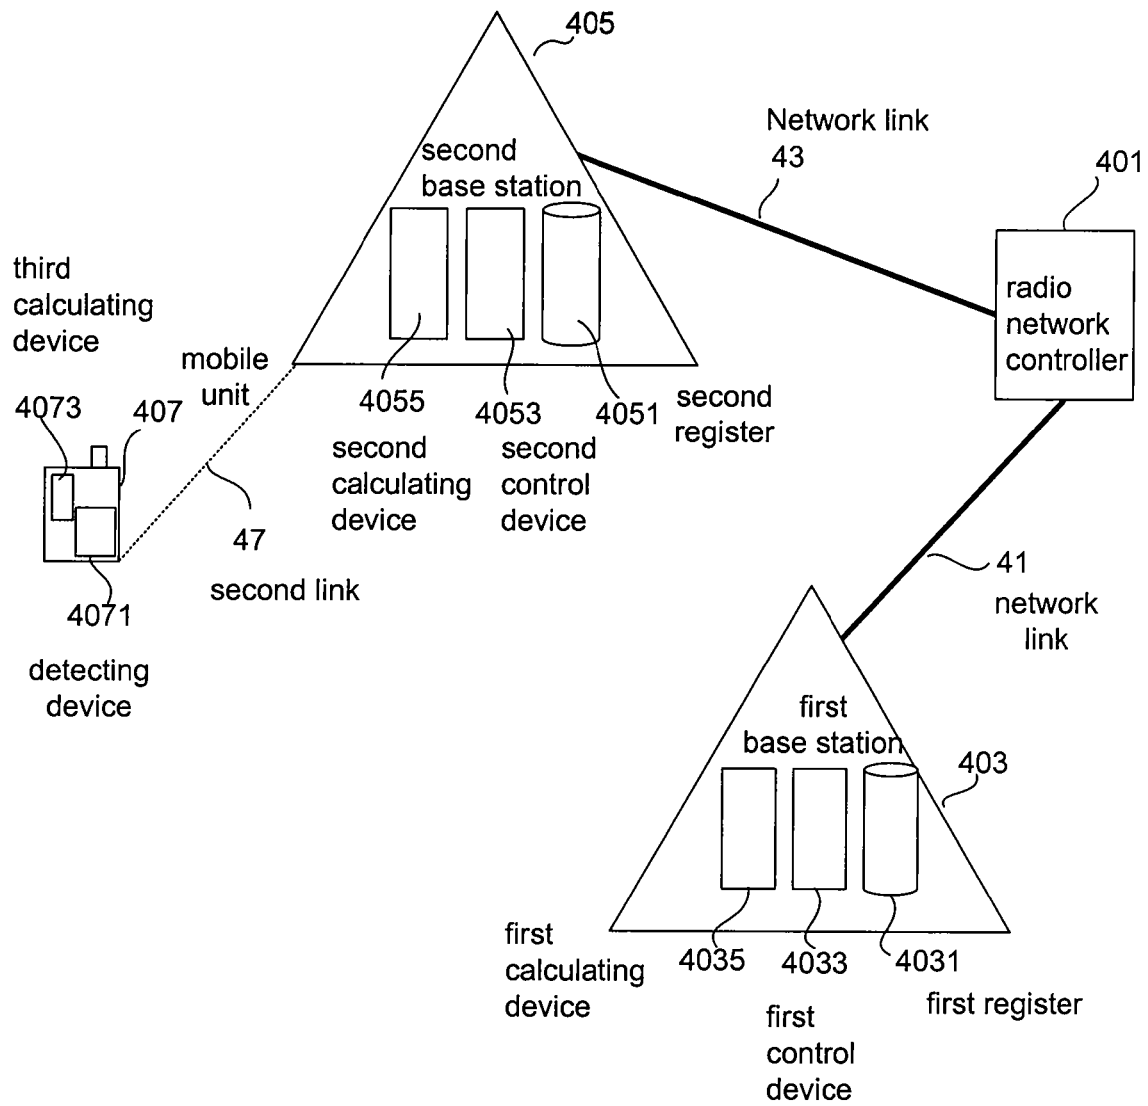 405
Network link
43
401
second
base station
third
calculating
device
radio
network
controller
mobile
unit
4073
407
4055
4053
4051
second
register
second
calculating
device
second
control
device
47
second link
4071
detecting
device
41
network
link
first
base station
403
first
calculating
device
4035
4033
4031
first register
first
control
device